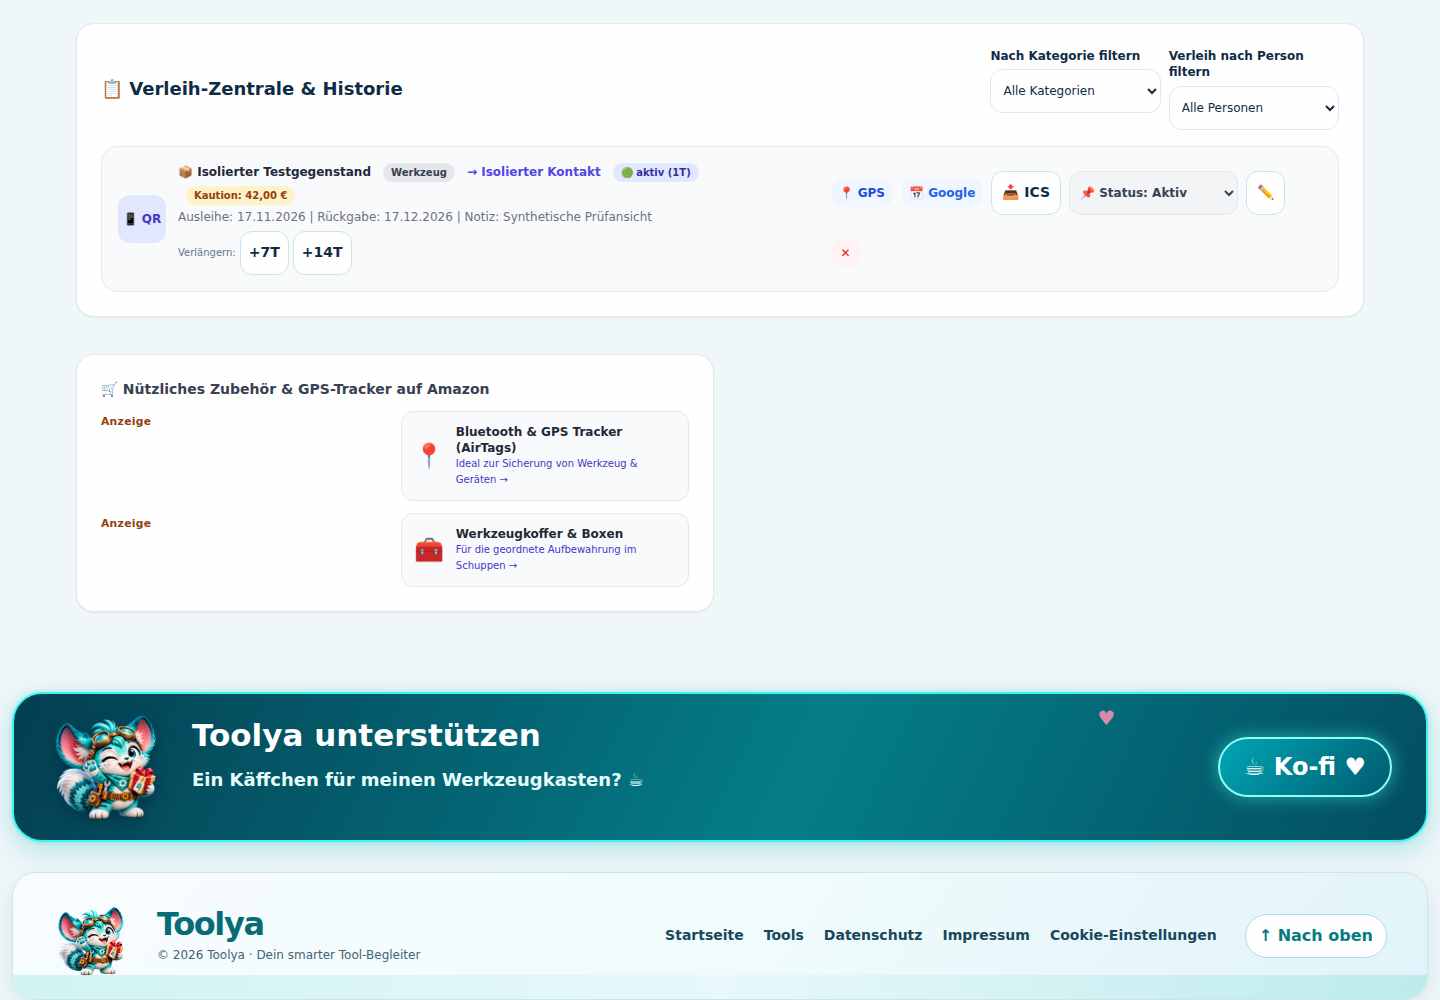 📋 Verleih-Zentrale & Historie
Nach Kategorie filtern
Alle Kategorien
Verleih nach Person
filtern
Alle Personen
📱 QR
📦 Isolierter Testgegenstand Werkzeug → Isolierter Kontakt 🟢 aktiv (1T)
Kaution: 42,00 €
Ausleihe: 17.11.2026 | Rückgabe: 17.12.2026 | Notiz: Synthetische Prüfansicht
Verlängern: +7T +14T
📍 GPS 📅 Google 📤 ICS 📌 Status: Aktiv ✏️
✕
🛒 Nützliches Zubehör & GPS-Tracker auf Amazon
Anzeige
Bluetooth & GPS Tracker
(AirTags)
Ideal zur Sicherung von Werkzeug &
Geräten →
Anzeige
Werkzeugkoffer & Boxen
Für die geordnete Aufbewahrung im
Schuppen →
Toolya unterstützen
Ein Käffchen für meinen Werkzeugkasten? ☕
☕ Ko-fi ♥
Toolya
© 2026 Toolya · Dein smarter Tool-Begleiter
Startseite Tools Datenschutz Impressum Cookie-Einstellungen ↑ Nach oben